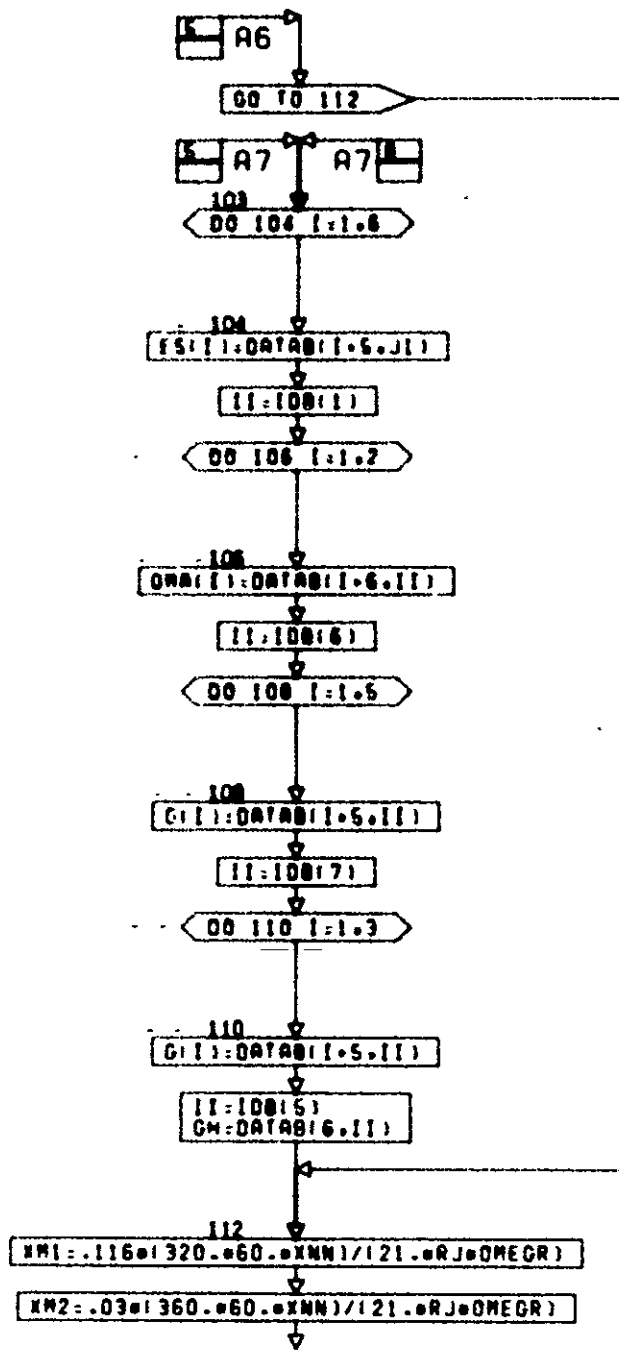 5 A6
GO TO 112
5 A7 A7
103
DO 104 I=1,6
104
FS(I)=DATAB(I+5,JI)
II=IDB(1)
DO 106 I=1,2
106
OMA(I)=DATAB(I+6,II)
II=IDB(6)
DO 108 I=1,5
108
G(I)=DATAB(I+5,II)
II=IDB(7)
DO 110 I=1,3
110
G(I)=DATAB(I+5,II)
II=IDB(5)
GM=DATAB(6,II)
112
XM1=.116*(320.*60.*XNN)/(21.*RJ*OMEGR)
XM2=.03*(360.*60.*XNN)/(21.*RJ*OMEGR)